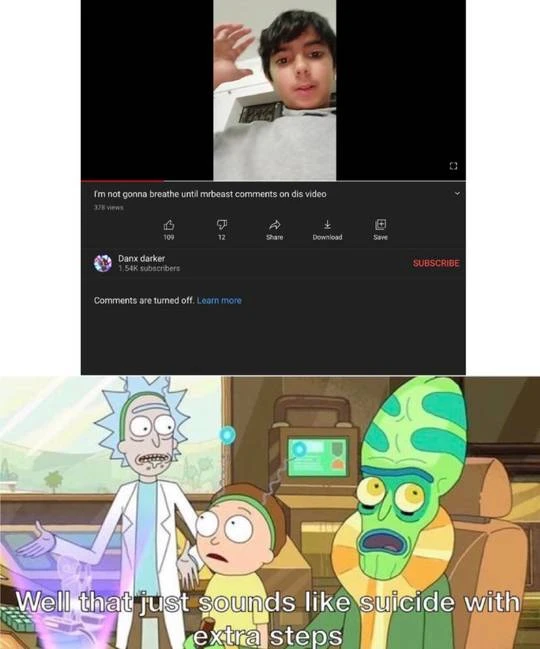 I'm not gonna breathe until mrbeast comments on dis video
378 views
109
12
Share
Download
Save
Danx darker
1.54K subscribers
SUBSCRIBE
Comments are turned off. Learn more
Well that just sounds like suicide with
extra steps